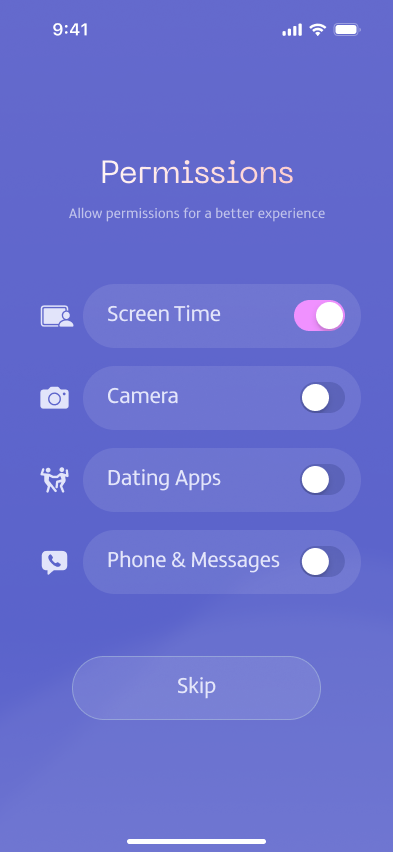 9:41
Permissions
Allow permissions for a better experience
Screen Time
Camera
Dating Apps
Phone & Messages
Skip